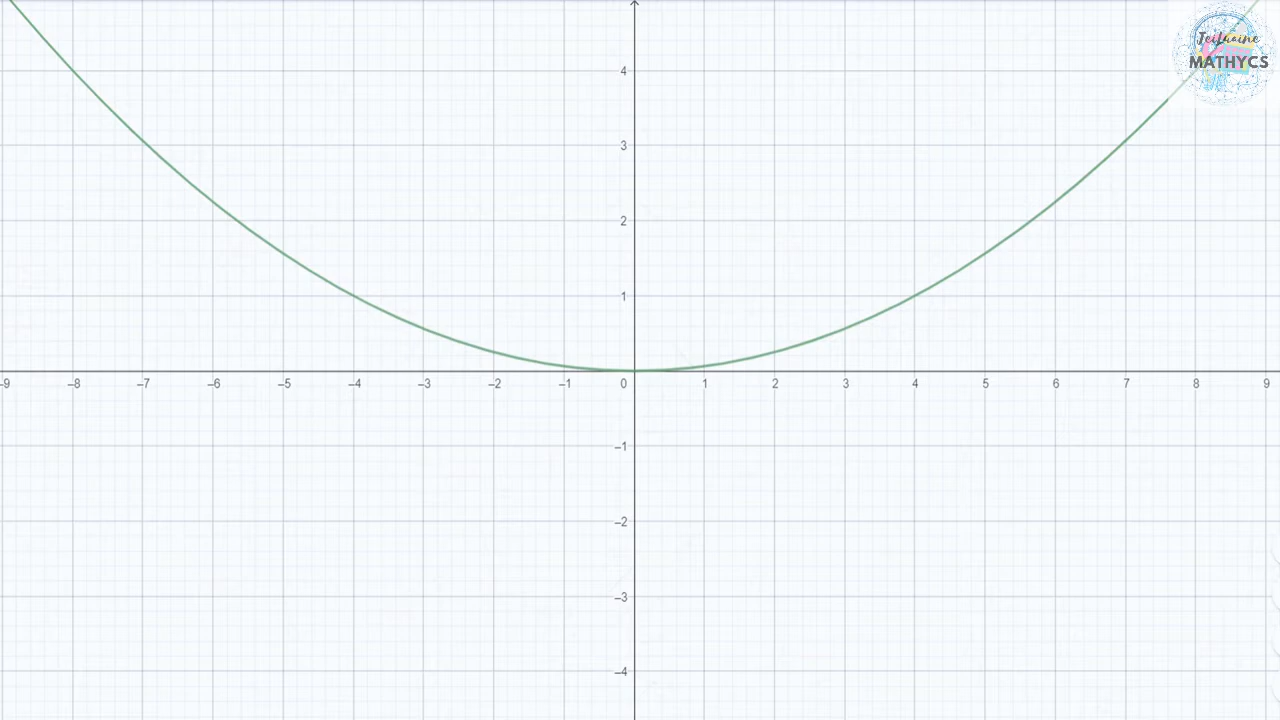 Jeilaaine
MATHYCS
4
3
2
1
–9 –8 –7 –6 –5 –4 –3 –2 –1 0 1 2 3 4 5 6 7 8 9
–1
–2
–3
–4